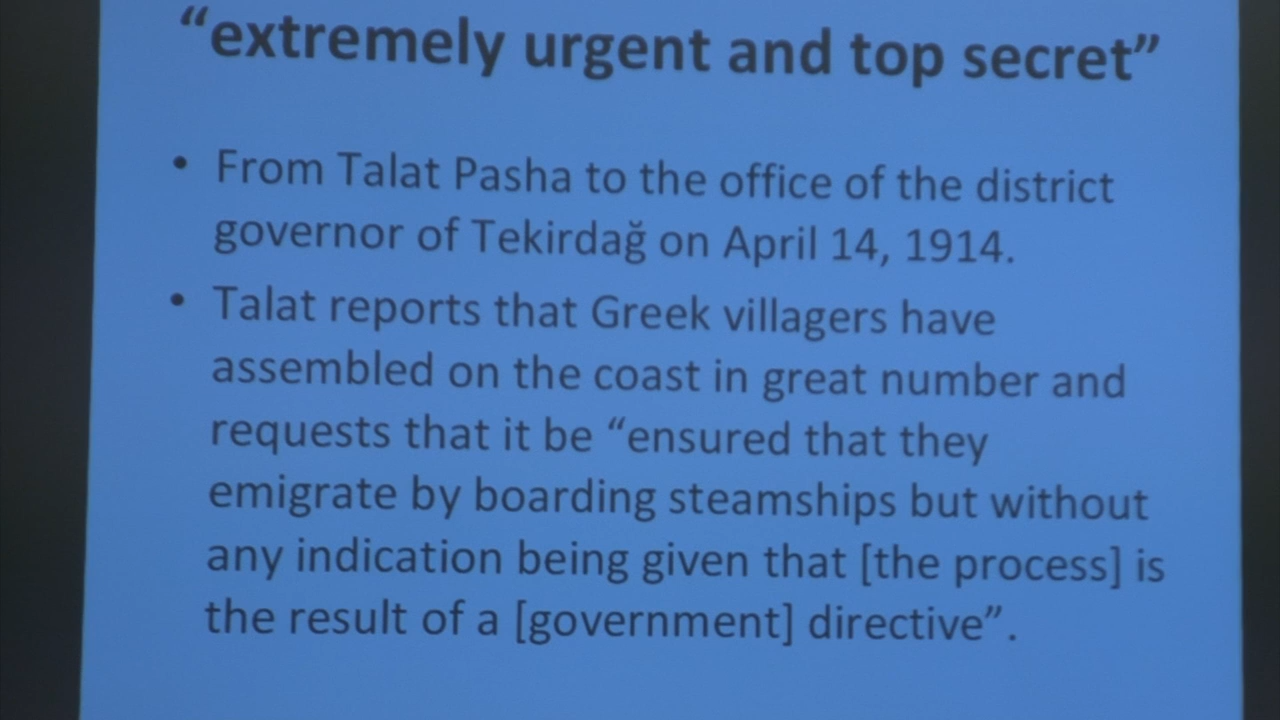 “extremely urgent and top secret”
• From Talat Pasha to the office of the district
governor of Tekirdağ on April 14, 1914.
• Talat reports that Greek villagers have
assembled on the coast in great number and
requests that it be “ensured that they
emigrate by boarding steamships but without
any indication being given that [the process] is
the result of a [government] directive”.